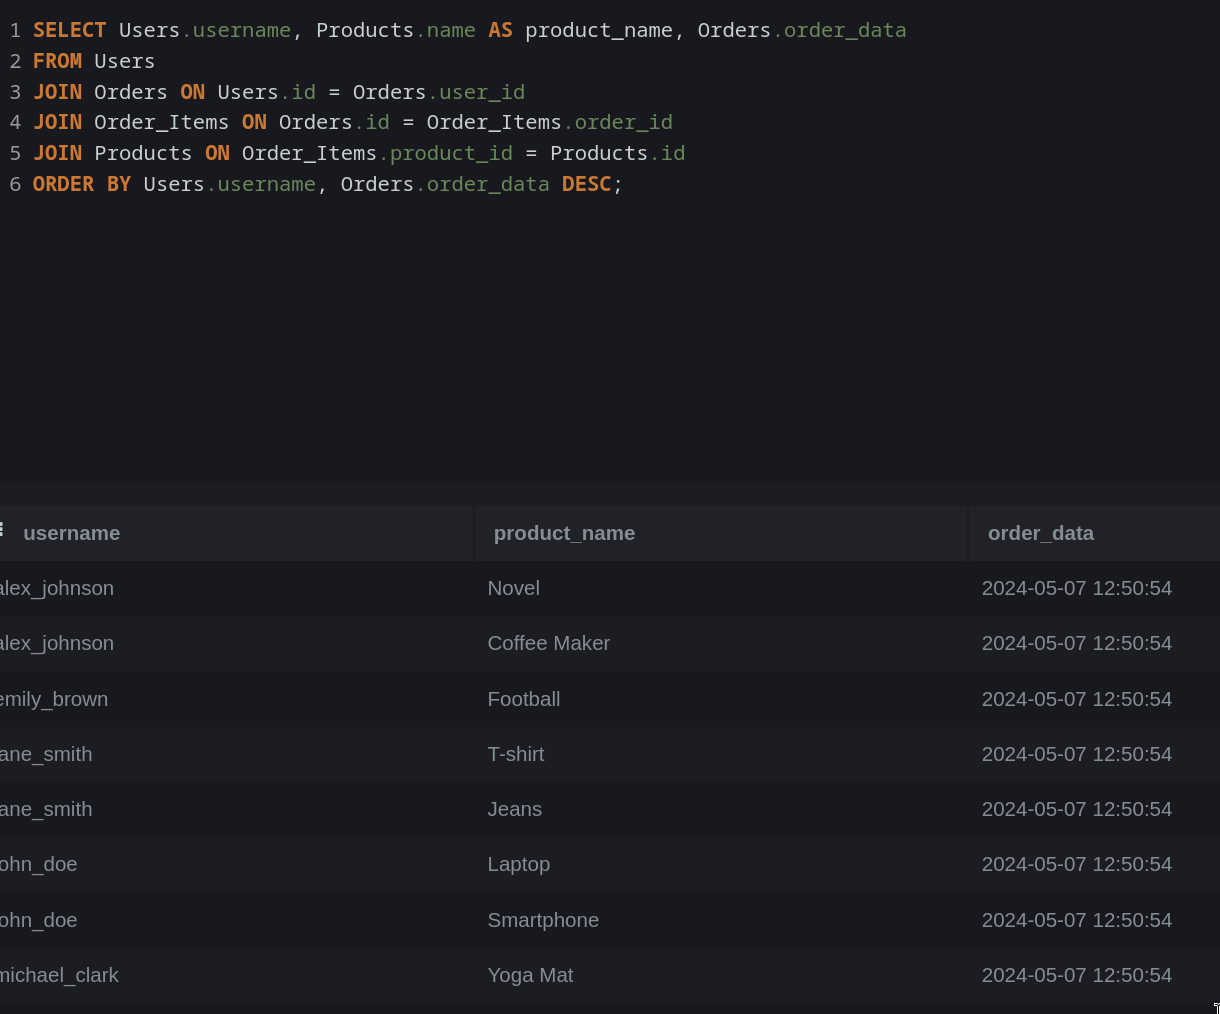 1 SELECT Users.username, Products.name AS product_name, Orders.order_data
2 FROM Users
3 JOIN Orders ON Users.id = Orders.user_id
4 JOIN Order_Items ON Orders.id = Order_Items.order_id
5 JOIN Products ON Order_Items.product_id = Products.id
6 ORDER BY Users.username, Orders.order_data DESC;
username product_name order_data
alex_johnson Novel 2024-05-07 12:50:54
alex_johnson Coffee Maker 2024-05-07 12:50:54
emily_brown Football 2024-05-07 12:50:54
ane_smith T-shirt 2024-05-07 12:50:54
ane_smith Jeans 2024-05-07 12:50:54
ohn_doe Laptop 2024-05-07 12:50:54
ohn_doe Smartphone 2024-05-07 12:50:54
michael_clark Yoga Mat 2024-05-07 12:50:54